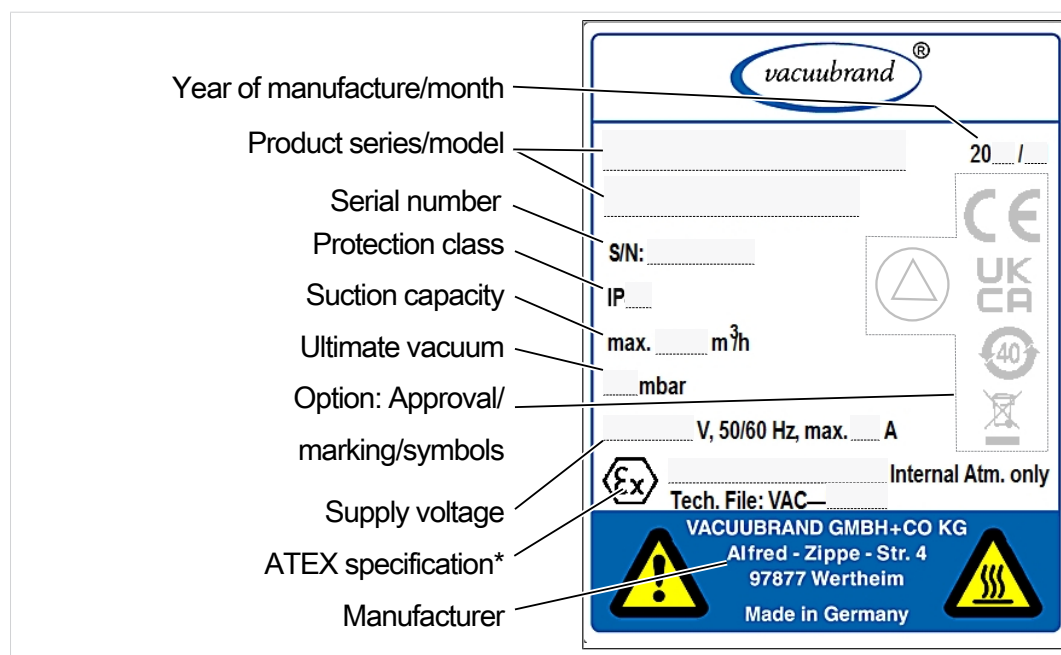 vacuubrand ®
Year of manufacture/month
Product series/model
20 /
Serial number
S/N:
CE
Protection class
IP
UK
CA
Suction capacity
max. m³/h
40
Ultimate vacuum
mbar
Option: Approval/
marking/symbols
V, 50/60 Hz, max. A
Supply voltage
Ex
Internal Atm. only
Tech. File: VAC—
ATEX specification*
Manufacturer
VACUUBRAND GMBH+CO KG
Alfred - Zippe - Str. 4
97877 Wertheim
Made in Germany